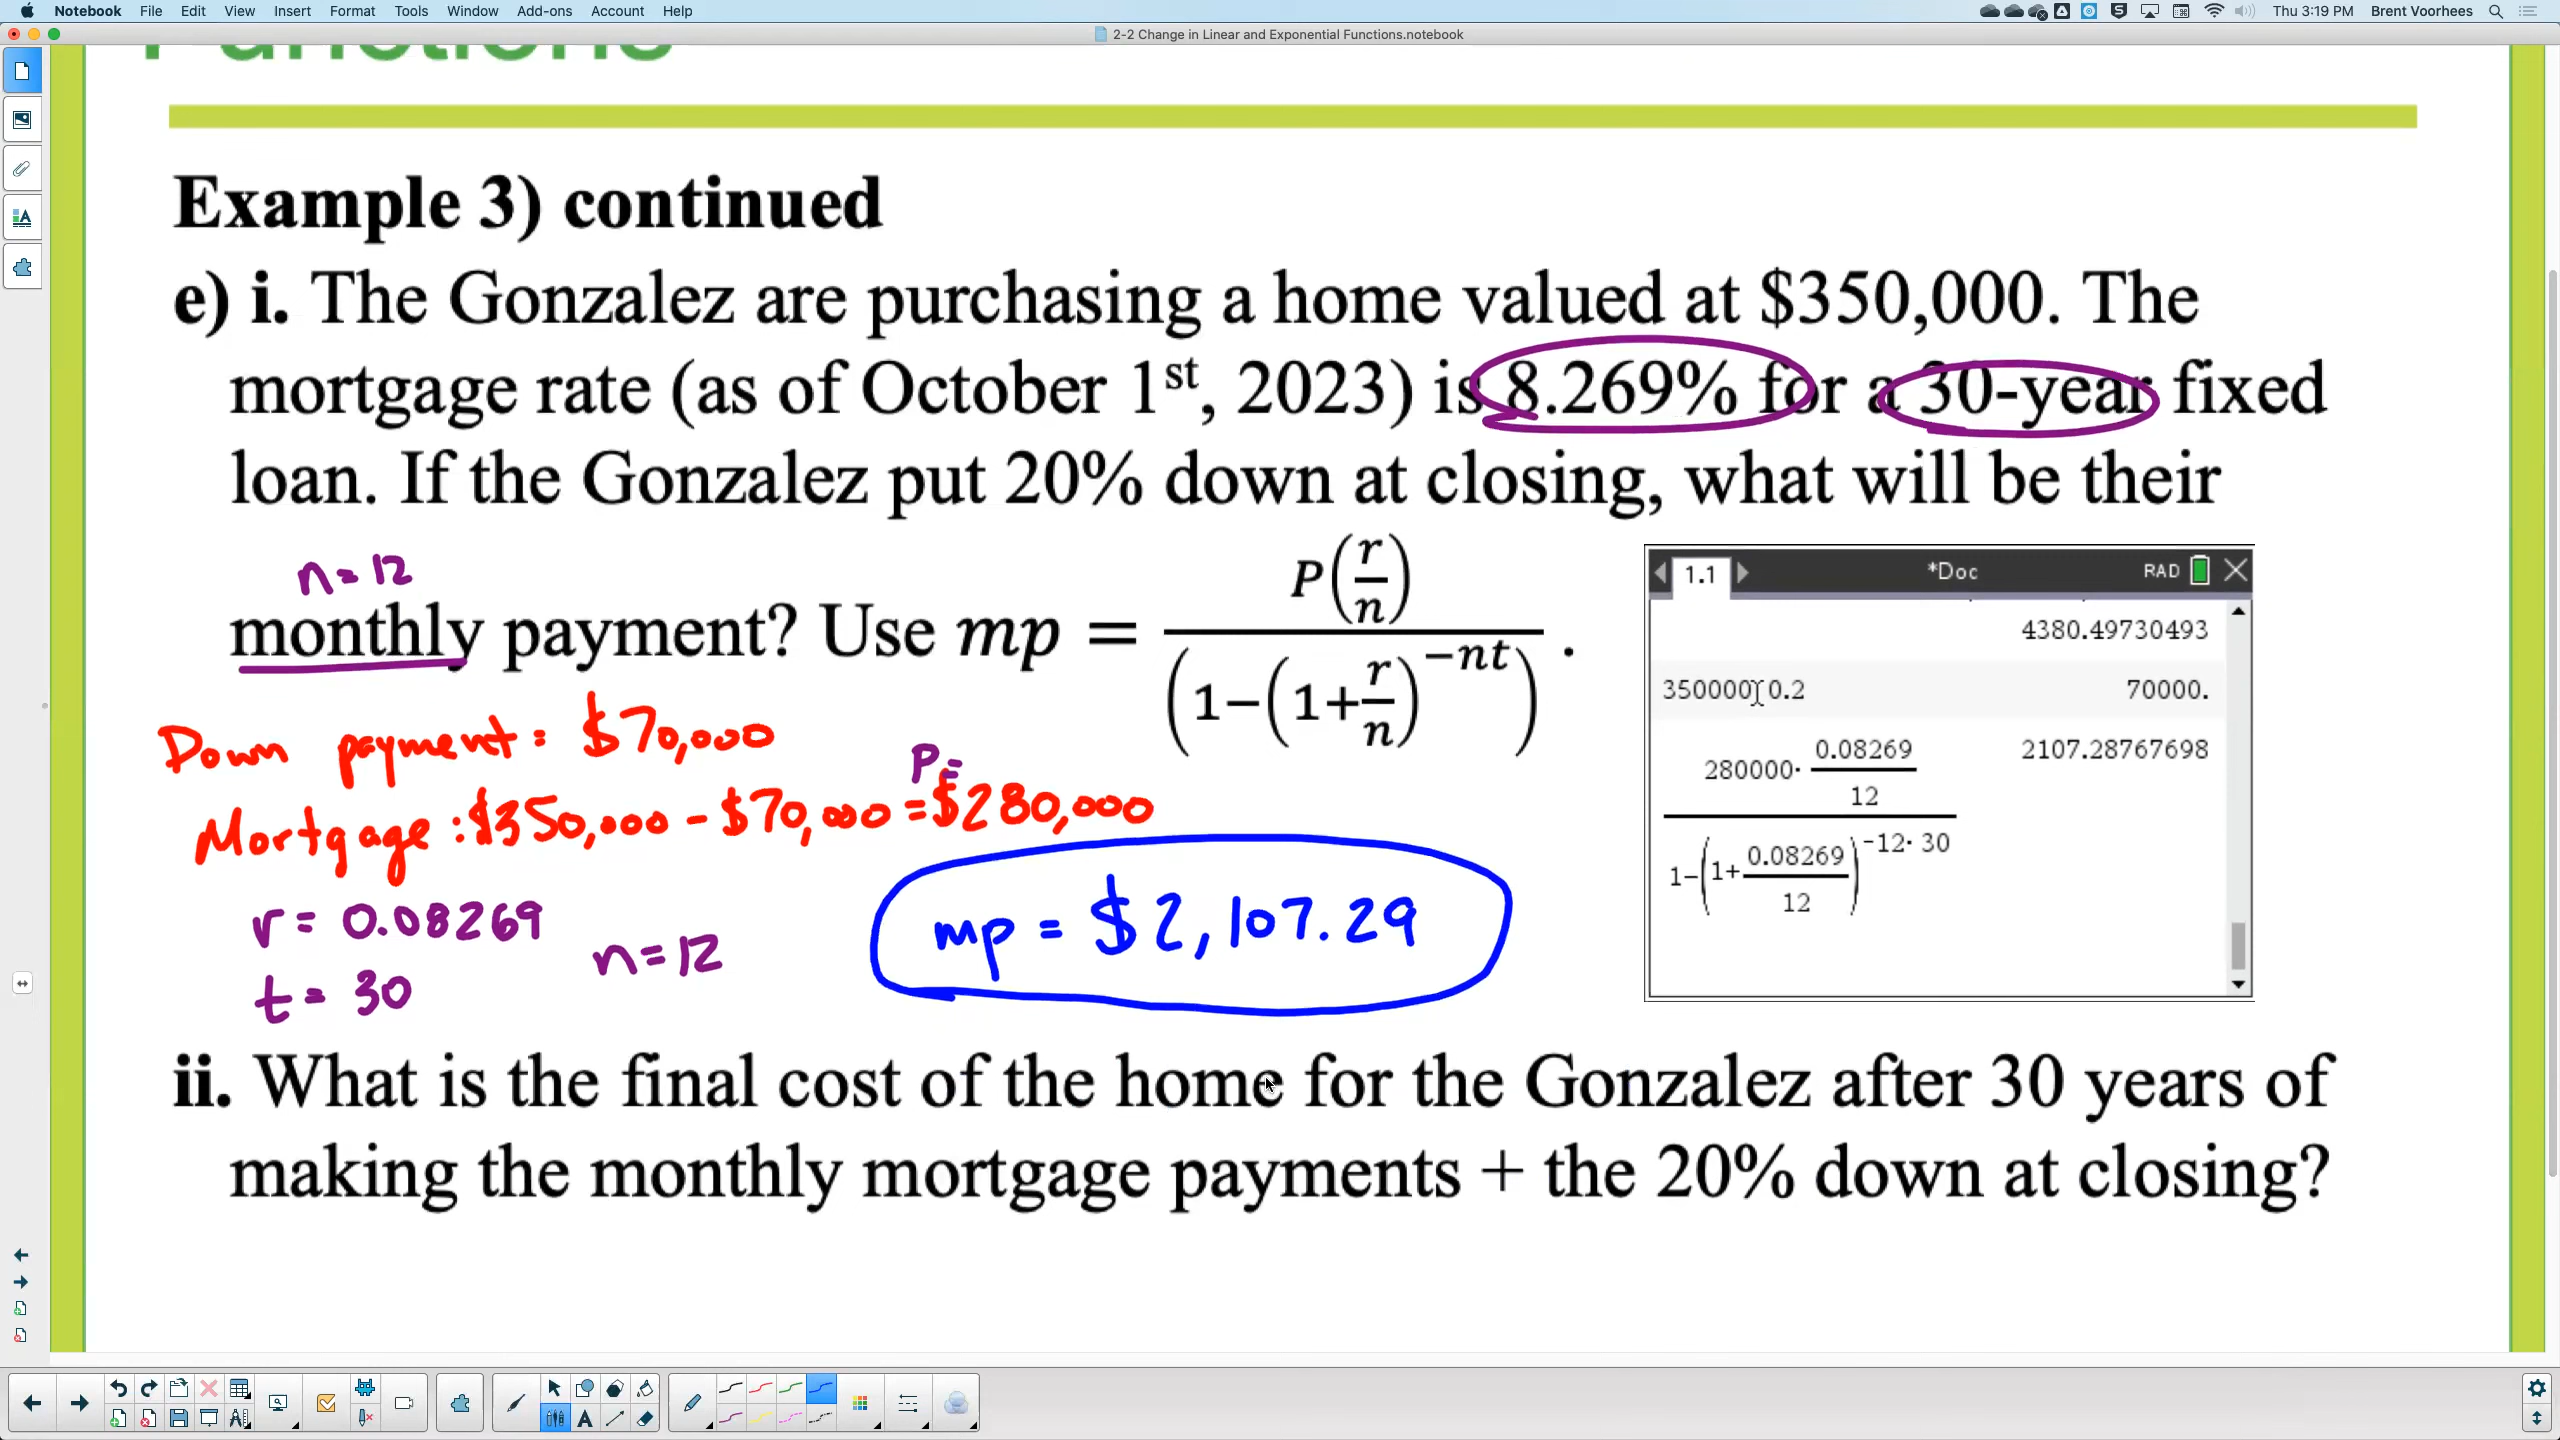 Notebook File Edit View Insert Format Tools Window Add-ons Account Help Thu 3:19 PM Brent Voorhees
2-2 Change in Linear and Exponential Functions.notebook
Functions
Example 3) continued
e) i. The Gonzalez are purchasing a home valued at $350,000. The
mortgage rate (as of October 1st, 2023) is 8.269% for a 30-year fixed
loan. If the Gonzalez put 20% down at closing, what will be their
n = 12
monthly payment? Use mp = P(r/n) / (1−(1+r/n)^−nt) .
Down payment: $70,000
P=
Mortgage: $350,000 - $70,000 = $280,000
r = 0.08269
n=12
t = 30
mp = $2,107.29
1.1 *Doc RAD
4380.49730493
350000·0.2 70000.
280000·0.08269/12 / 1−(1+0.08269/12)^−12·30 2107.28767698
ii. What is the final cost of the home for the Gonzalez after 30 years of
making the monthly mortgage payments + the 20% down at closing?